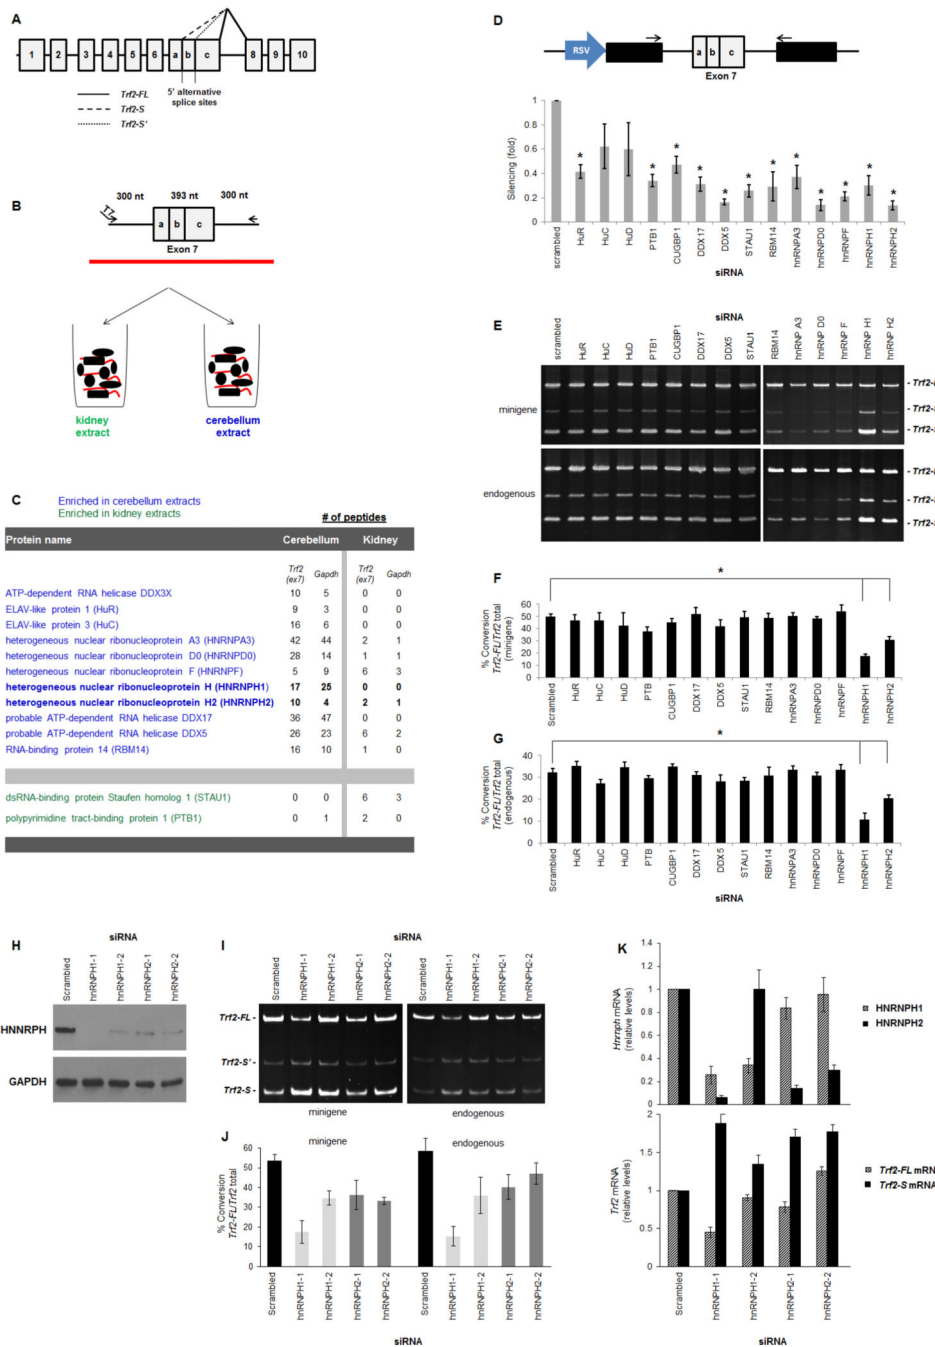 A
1 2 3 4 5 6 a b c 8 9 10
Trf2-FL
Trf2-S
Trf2-S'
5' alternative
splice sites
B
300 nt 393 nt 300 nt
T7
a b c
Exon 7
kidney
extract
cerebellum
extract
C
Enriched in cerebellum extracts
Enriched in kidney extracts
# of peptides
Protein name Cerebellum Kidney
Trf2 (ex7) Gapdh Trf2 (ex7) Gapdh
ATP-dependent RNA helicase DDX3X 10 5 0 0
ELAV-like protein 1 (HuR) 9 3 0 0
ELAV-like protein 3 (HuC) 16 6 0 0
heterogeneous nuclear ribonucleoprotein A3 (HNRNPA3) 42 44 2 1
heterogeneous nuclear ribonucleoprotein D0 (HNRNPD0) 28 14 1 1
heterogeneous nuclear ribonucleoprotein F (HNRNPF) 5 9 6 3
heterogeneous nuclear ribonucleoprotein H (HNRNPH1) 17 25 0 0
heterogeneous nuclear ribonucleoprotein H2 (HNRNPH2) 10 4 2 1
probable ATP-dependent RNA helicase DDX17 36 47 0 0
probable ATP-dependent RNA helicase DDX5 26 23 6 2
RNA-binding protein 14 (RBM14) 16 10 1 0
dsRNA-binding protein Staufen homolog 1 (STAU1) 0 0 6 3
polypyrimidine tract-binding protein 1 (PTB1) 0 1 2 0
D
RSV
a b c
Exon 7
Silencing (fold)
1
0.8
0.6
0.4
0.2
0
* * * * * * * * * * * *
scrambled HuR HuC HuD PTB1 CUGBP1 DDX17 DDX5 STAU1 RBM14 hnRNPA3 hnRNPD0 hnRNPF hnRNPH1 hnRNPH2
siRNA
E
siRNA
scrambled HuR HuC HuD PTB1 CUGBP1 DDX17 DDX5 STAU1 RBM14 hnRNP A3 hnRNP D0 hnRNP F hnRNP H1 hnRNP H2
minigene
- Trf2-
- Trf2-
- Trf2-
endogenous
- Trf2-
- Trf2-
- Trf2-
F
*
% Conversion
Trf2-FL/Trf2 total
(minigene)
60
50
40
30
20
10
0
Scrambled HuR HuC HuD PTB CUGBP1 DDX17 DDX5 STAU1 RBM14 hnRNPA3 hnRNPD0 hnRNPF hnRNPH1 hnRNPH2
G
*
% Conversion
Trf2-FL/Trf2 total
(endogenous)
40
30
20
10
0
Scrambled HuR HuC HuD PTB CUGBP1 DDX17 DDX5 STAU1 RBM14 hnRNPA3 hnRNPD0 hnRNPF hnRNPH1 hnRNPH2
siRNA
H
siRNA
Scrambled hnRNPH1-1 hnRNPH1-2 hnRNPH2-1 hnRNPH2-2
HNNRPH
GAPDH
I
siRNA
Scrambled hnRNPH1-1 hnRNPH1-2 hnRNPH2-1 hnRNPH2-2 Scrambled hnRNPH1-1 hnRNPH1-2 hnRNPH2-1 hnRNPH2-2
Trf2-FL -
Trf2-S' -
Trf2-S -
minigene endogenous
J
minigene endogenous
% Conversion
Trf2-FL/Trf2 total
60
50
40
30
20
10
0
Scrambled hnRNPH1-1 hnRNPH1-2 hnRNPH2-1 hnRNPH2-2 Scrambled hnRNPH1-1 hnRNPH1-2 hnRNPH2-1 hnRNPH2-2
siRNA
K
Hnrnph mRNA
(relative levels)
1.4
1.2
1
0.8
0.6
0.4
0.2
0
HNRNPH1
HNRNPH2
Trf2 mRNA
(relative levels)
2
1.5
1
0.5
0
Trf2-FL mRNA
Trf2-S mRNA
Scrambled hnRNPH1-1 hnRNPH1-2 hnRNPH2-1 hnRNPH2-2
siRNA